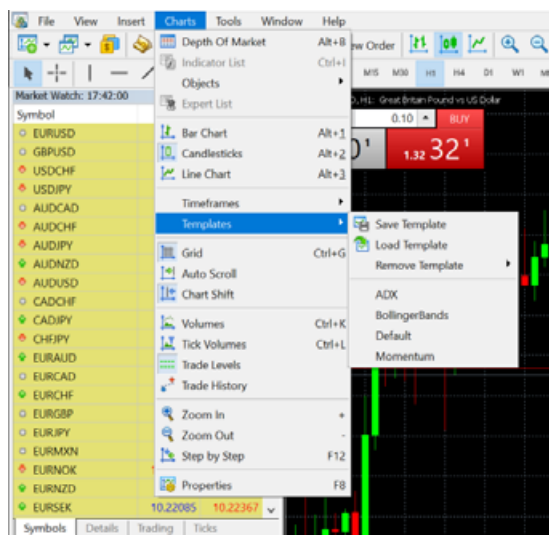 File View Insert Charts Tools Window Help
ew Order
M15 M30 H1 H4 D1 W1
Market Watch: 17:42:00
Symbol
EURUSD
GBPUSD
USDCHF
USDJPY
AUDCAD
AUDCHF
AUDJPY
AUDNZD
AUDUSD
CADCHF
CADJPY
CHFJPY
EURAUD
EURCAD
EURCHF
EURGBP
EURJPY
EURMXN
EURNOK
EURNZD
EURSEK 10.22085 10.22367
Symbols Details Trading Ticks
Depth Of Market Alt+B
Indicator List Ctrl+I
Objects
Expert List
Bar Chart Alt+1
Candlesticks Alt+2
Line Chart Alt+3
Timeframes
Templates
Grid Ctrl+G
Auto Scroll
Chart Shift
Volumes Ctrl+K
Tick Volumes Ctrl+L
Trade Levels
Trade History
Zoom In +
Zoom Out -
Step by Step F12
Properties F8
Save Template
Load Template
Remove Template
ADX
BollingerBands
Default
Momentum
D, H1: Great Britain Pound vs US Dollar
0.10 BUY
1.32 32 1